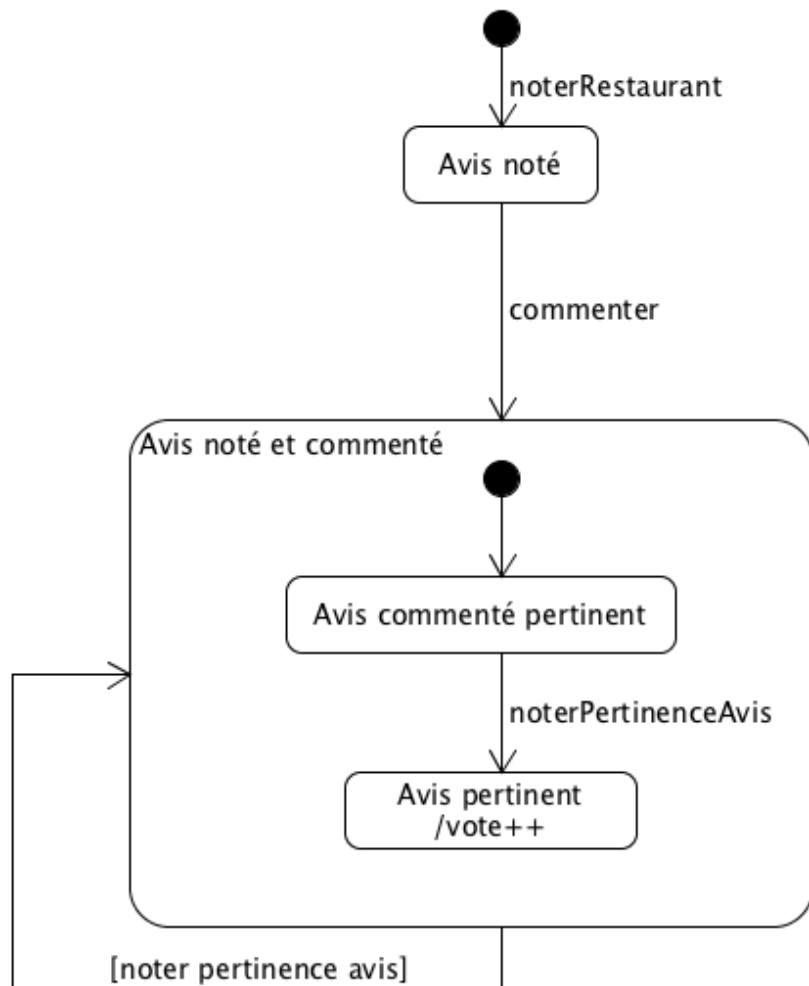 noterRestaurant
Avis noté
commenter
Avis noté et commenté
Avis commenté pertinent
noterPertinenceAvis
Avis pertinent
/vote++
[noter pertinence avis]